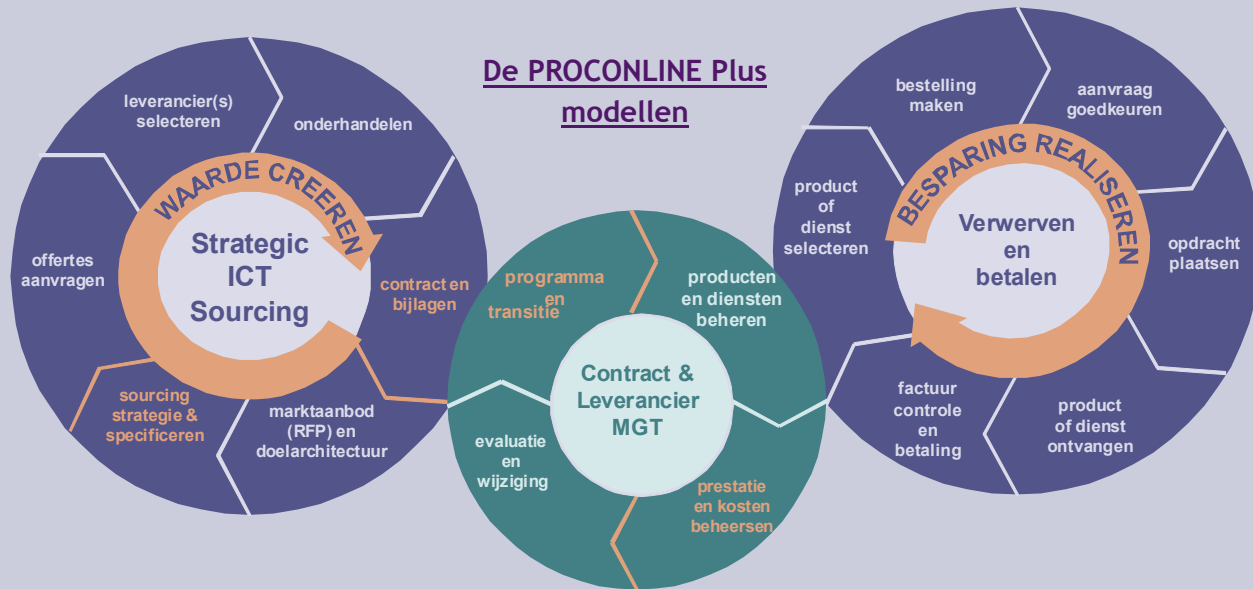 De PROCONLINE Plus
modellen
leverancier(s)
selecteren
onderhandelen
WAARDE CREEREN
Strategic
ICT
Sourcing
offertes
aanvragen
contract en
bijlagen
sourcing
strategie &
specificeren
marktaanbod
(RFP) en
doelarchitectuur
programma
en
transitie
producten
en diensten
beheren
Contract &
Leverancier
MGT
evaluatie
en
wijziging
prestatie
en kosten
beheersen
bestelling
maken
aanvraag
goedkeuren
BESPARING REALISEREN
product
of
dienst
selecteren
Verwerven
en
betalen
opdracht
plaatsen
factuur
controle
en
betaling
product
of dienst
ontvangen